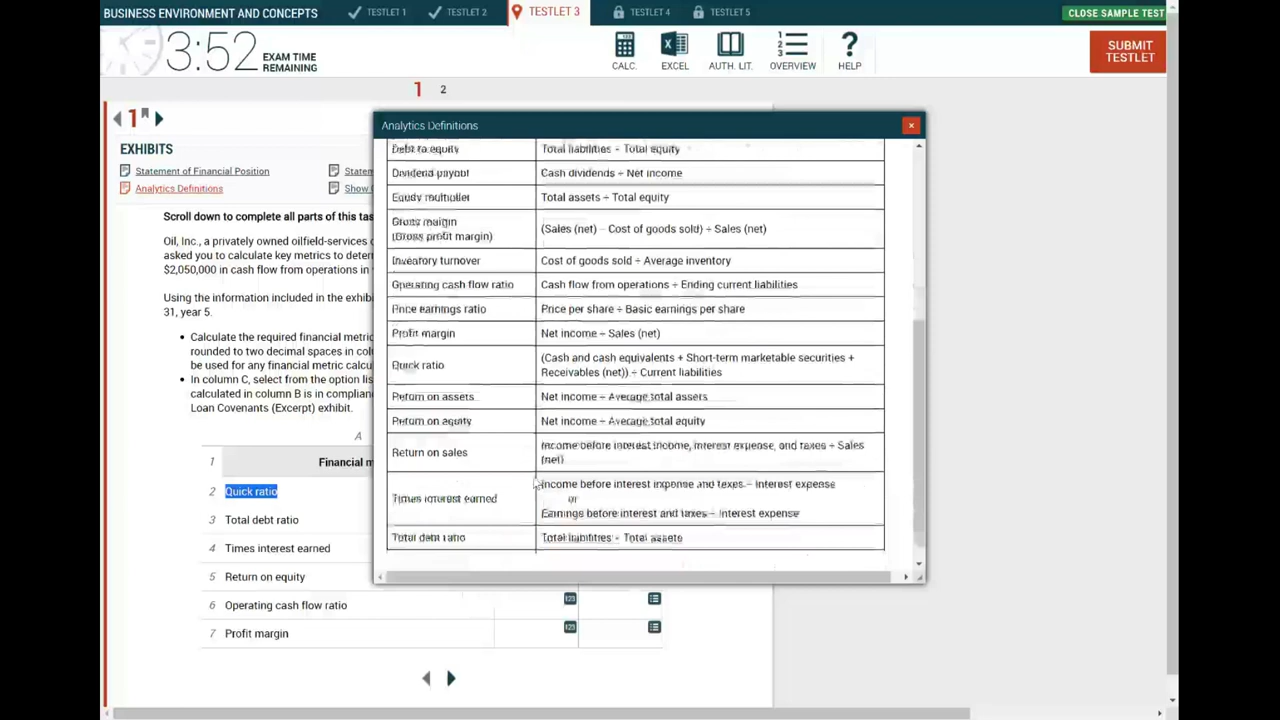 BUSINESS ENVIRONMENT AND CONCEPTS
TESTLET 1
TESTLET 2
TESTLET 3
TESTLET 4
TESTLET 5
CLOSE SAMPLE TEST
3:52
EXAM TIME
REMAINING
CALC.
EXCEL
AUTH. LIT.
OVERVIEW
HELP
SUBMIT
TESTLET
1 2
1
EXHIBITS
Statement of Financial Position
Analytics Definitions
Statem
Show
Scroll down to complete all parts of this tas
Oil, Inc., a privately owned oilfield-services
asked you to calculate key metrics to deter
$2,050,000 in cash flow from operations in
Using the information included in the exhib
31, year 5.
• Calculate the required financial metric
rounded to two decimal spaces in col
be used for any financial metric calcu
• In column C, select from the option lis
calculated in column B is in complian
Loan Covenants (Excerpt) exhibit.
A
1 Financial m
2 Quick ratio
3 Total debt ratio
4 Times interest earned
5 Return on equity
6 Operating cash flow ratio
123
7 Profit margin
123
Analytics Definitions
×
Debt to equity Total liabilities ÷ Total equity
Dividend payout Cash dividends ÷ Net income
Equity multiplier Total assets ÷ Total equity
Gross margin
(Gross profit margin) (Sales (net) – Cost of goods sold) ÷ Sales (net)
Inventory turnover Cost of goods sold ÷ Average inventory
Operating cash flow ratio Cash flow from operations ÷ Ending current liabilities
Price earnings ratio Price per share ÷ Basic earnings per share
Profit margin Net income ÷ Sales (net)
Quick ratio (Cash and cash equivalents + Short-term marketable securities +
Receivables (net)) ÷ Current liabilities
Return on assets Net income ÷ Average total assets
Return on equity Net income ÷ Average total equity
Return on sales Income before interest income, interest expense, and taxes ÷ Sales
(net)
Times interest earned Income before interest expense and taxes ÷ Interest expense
or
Earnings before interest and taxes ÷ Interest expense
Total debt ratio Total liabilities ÷ Total assets